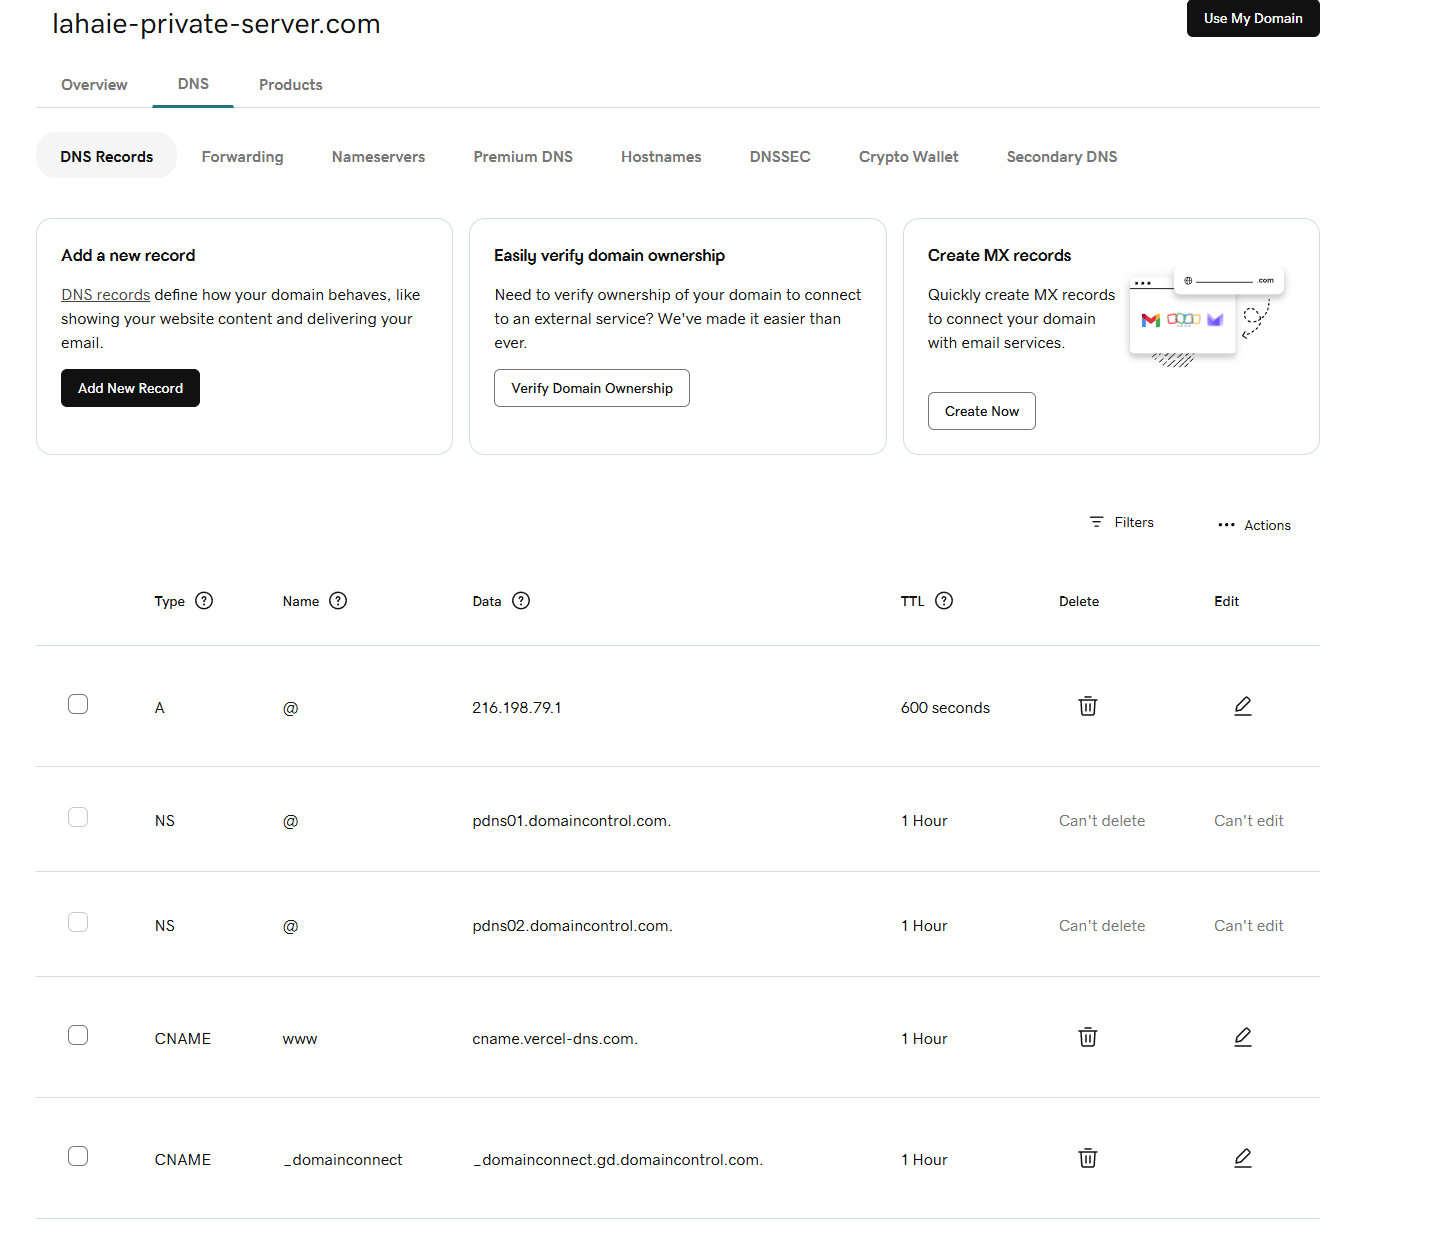 lahaie-private-server.com
Use My Domain
Overview DNS Products
DNS Records Forwarding Nameservers Premium DNS Hostnames DNSSEC Crypto Wallet Secondary DNS
Add a new record
DNS records define how your domain behaves, like
showing your website content and delivering your
email.
Add New Record
Easily verify domain ownership
Need to verify ownership of your domain to connect
to an external service? We've made it easier than
ever.
Verify Domain Ownership
Create MX records
Quickly create MX records
to connect your domain
with email services.
.com
Create Now
Filters Actions
Type Name Data TTL Delete Edit
A @ 216.198.79.1 600 seconds
NS @ pdns01.domaincontrol.com. 1 Hour Can't delete Can't edit
NS @ pdns02.domaincontrol.com. 1 Hour Can't delete Can't edit
CNAME www cname.vercel-dns.com. 1 Hour
CNAME _domainconnect _domainconnect.gd.domaincontrol.com. 1 Hour